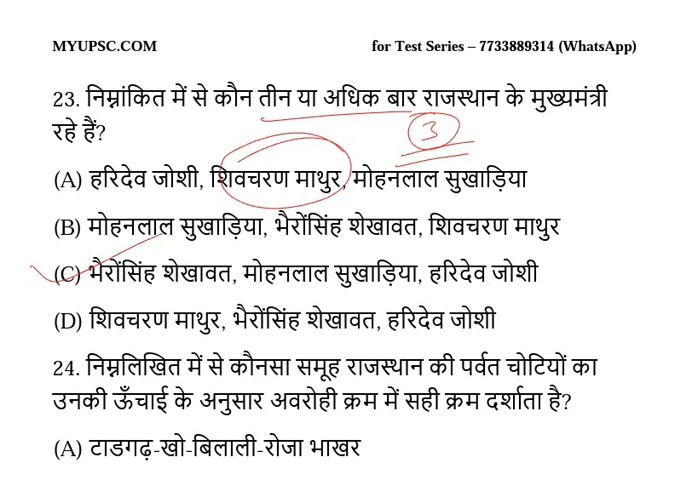 MYUPSC.COM for Test Series – 7733889314 (WhatsApp)
23. निम्नांकित में से कौन तीन या अधिक बार राजस्थान के मुख्यमंत्री
रहे हैं?
3
(A) हरिदेव जोशी, शिवचरण माथुर, मोहनलाल सुखाड़िया
(B) मोहनलाल सुखाड़िया, भैरोंसिंह शेखावत, शिवचरण माथुर
(C) भैरोंसिंह शेखावत, मोहनलाल सुखाड़िया, हरिदेव जोशी
(D) शिवचरण माथुर, भैरोंसिंह शेखावत, हरिदेव जोशी
24. निम्नलिखित में से कौनसा समूह राजस्थान की पर्वत चोटियों का
उनकी ऊँचाई के अनुसार अवरोही क्रम में सही क्रम दर्शाता है?
(A) टाडगढ़-खो-बिलाली-रोजा भाखर